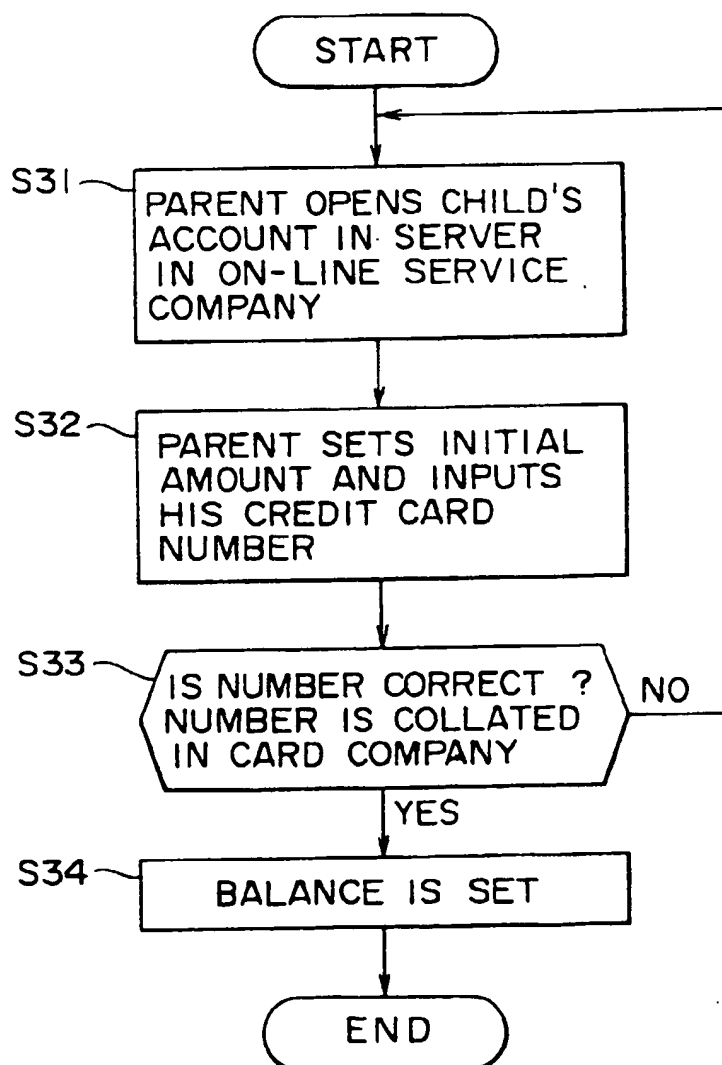 START
S31
PARENT OPENS CHILD'S
ACCOUNT IN SERVER
IN ON-LINE SERVICE
COMPANY
S32
PARENT SETS INITIAL
AMOUNT AND INPUTS
HIS CREDIT CARD
NUMBER
S33
IS NUMBER CORRECT ?
NUMBER IS COLLATED
IN CARD COMPANY
NO
YES
S34
BALANCE IS SET
END